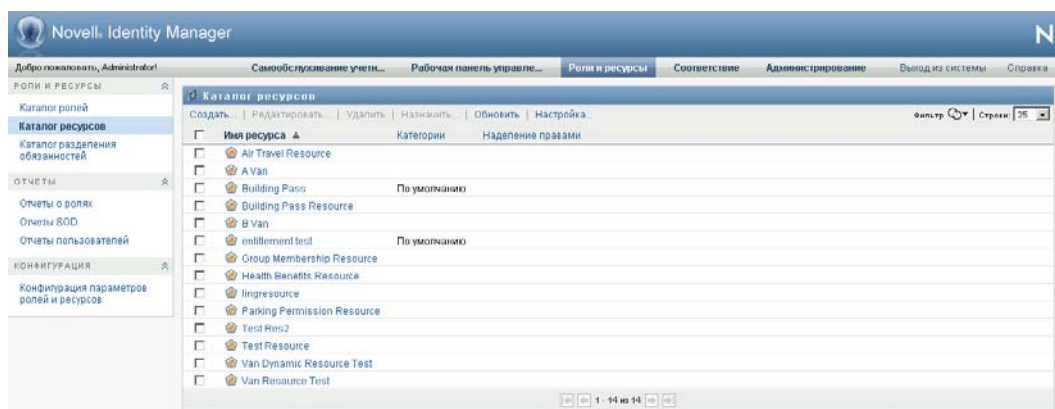 Novell® Identity Manager
N
Добро пожаловать, Administrator!
Самообслуживание учетн... Рабочая панель управле... Роли и ресурсы Соответствие Администрирование Выход из системы Справка
РОЛИ И РЕСУРСЫ
Каталог ролей
Каталог ресурсов
Каталог разделения
обязанностей
ОТЧЕТЫ
Отчеты о ролях
Отчеты SOD
Отчеты пользователей
КОНФИГУРАЦИЯ
Конфигурация параметров
ролей и ресурсов
Каталог ресурсов
Создать... | Редактировать... | Удалить | Назначить... | Обновить | Настройка...
Фильтр | Строки: 25
Имя ресурса Категории Наделение правами
Air Travel Resource
A Van
Building Pass По умолчанию
Building Pass Resource
B Van
entitlement test По умолчанию
Group Membership Resource
Health Benefits Resource
lingresource
Parking Permission Resource
Test Res2
Test Resource
Van Dynamic Resource Test
Van Resource Test
1 - 14 из 14